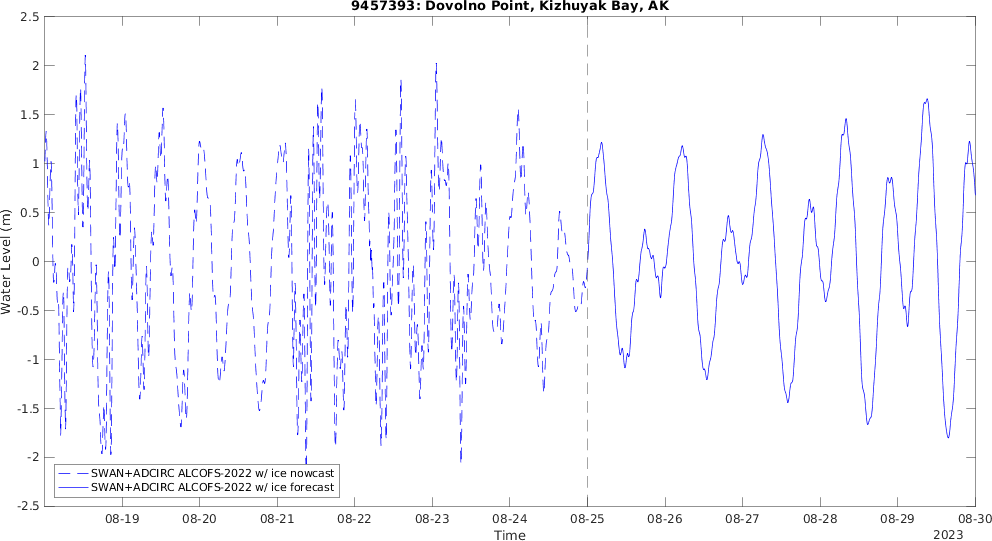 9457393: Dovolno Point, Kizhuyak Bay, AK
Water Level (m)
2.5
2
1.5
1
0.5
0
-0.5
-1
-1.5
-2
-2.5
SWAN+ADCIRC ALCOFS-2022 w/ ice nowcast
SWAN+ADCIRC ALCOFS-2022 w/ ice forecast
08-19 08-20 08-21 08-22 08-23 08-24 08-25 08-26 08-27 08-28 08-29 08-30
Time
2023